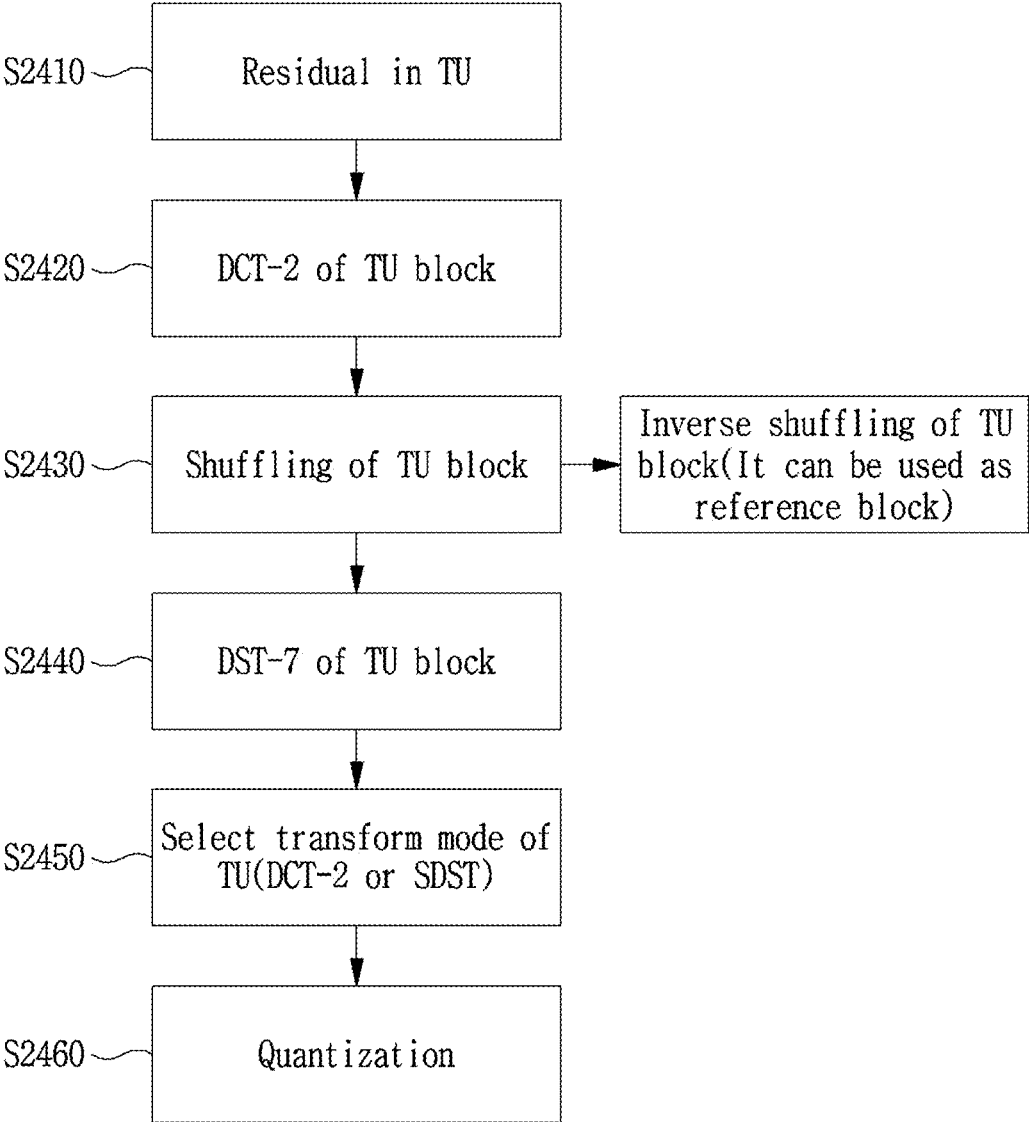 S2410
Residual in TU
S2420
DCT-2 of TU block
S2430
Shuffling of TU block
Inverse shuffling of TU
block(It can be used as
reference block)
S2440
DST-7 of TU block
S2450
Select transform mode of
TU(DCT-2 or SDST)
S2460
Quantization